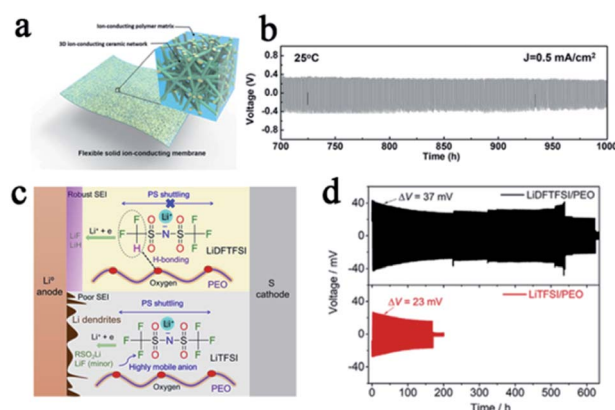 a
Ion-conducting polymer matrix
3D ion-conducting ceramic network
Flexible solid ion-conducting membrane
b
25°C
J=0.5 mA/cm²
Voltage (V)
0.8
0.4
0.0
-0.4
-0.8
700 750 800 850 900 950 1000
Time (h)
c
Robust SEI
PS shuttling
Li⁺
F
O O
F S N S F
F
H O O F
LiF
LiH
Li⁺ + e
LiDFTFSI
H-bonding
Oxygen
PEO
Li° anode
S cathode
Poor SEI
PS shuttling
Li dendrites
Li⁺
F O O F
Li⁺ + e
F S N S F
RSO₂Li
LiF (minor)
F O O F
LiTFSI
Highly mobile anion
Oxygen
PEO
d
ΔV = 37 mV
LiDFTFSI/PEO
ΔV = 23 mV
LiTFSI/PEO
Voltage / mV
40
0
-40
40
0
-40
0 100 200 300 400 500 600
Time / h